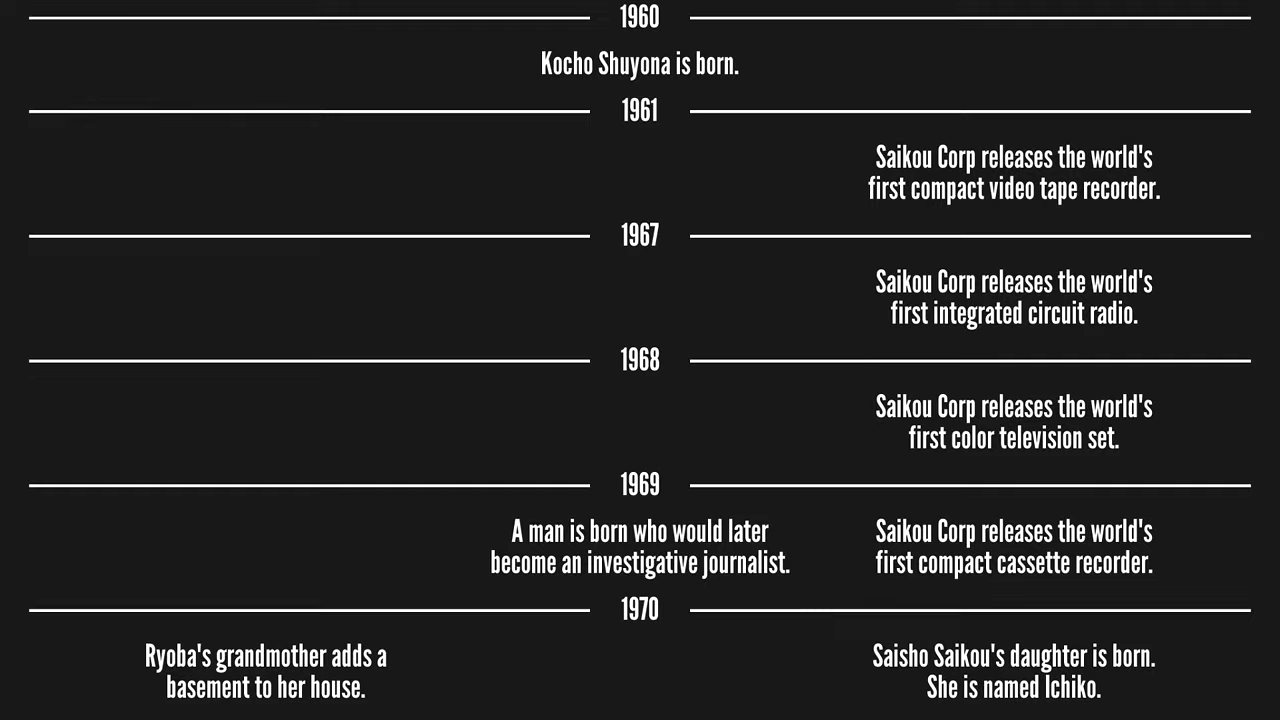 1960
Kocho Shuyona is born.
1961
Saikou Corp releases the world's
first compact video tape recorder.
1967
Saikou Corp releases the world's
first integrated circuit radio.
1968
Saikou Corp releases the world's
first color television set.
1969
A man is born who would later
become an investigative journalist.
Saikou Corp releases the world's
first compact cassette recorder.
1970
Ryoba's grandmother adds a
basement to her house.
Saisho Saikou's daughter is born.
She is named Ichiko.